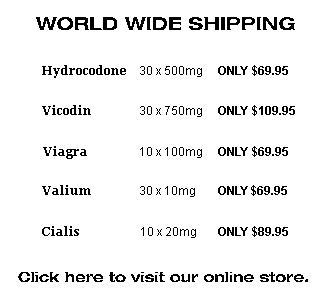 WORLD WIDE SHIPPING
Hydrocodone 30 x 500mg ONLY $69.95
Vicodin 30 x 750mg ONLY $109.95
Viagra 10 x 100mg ONLY $69.95
Valium 30 x 10mg ONLY $69.95
Cialis 10 x 20mg ONLY $89.95
Click here to visit our online store.